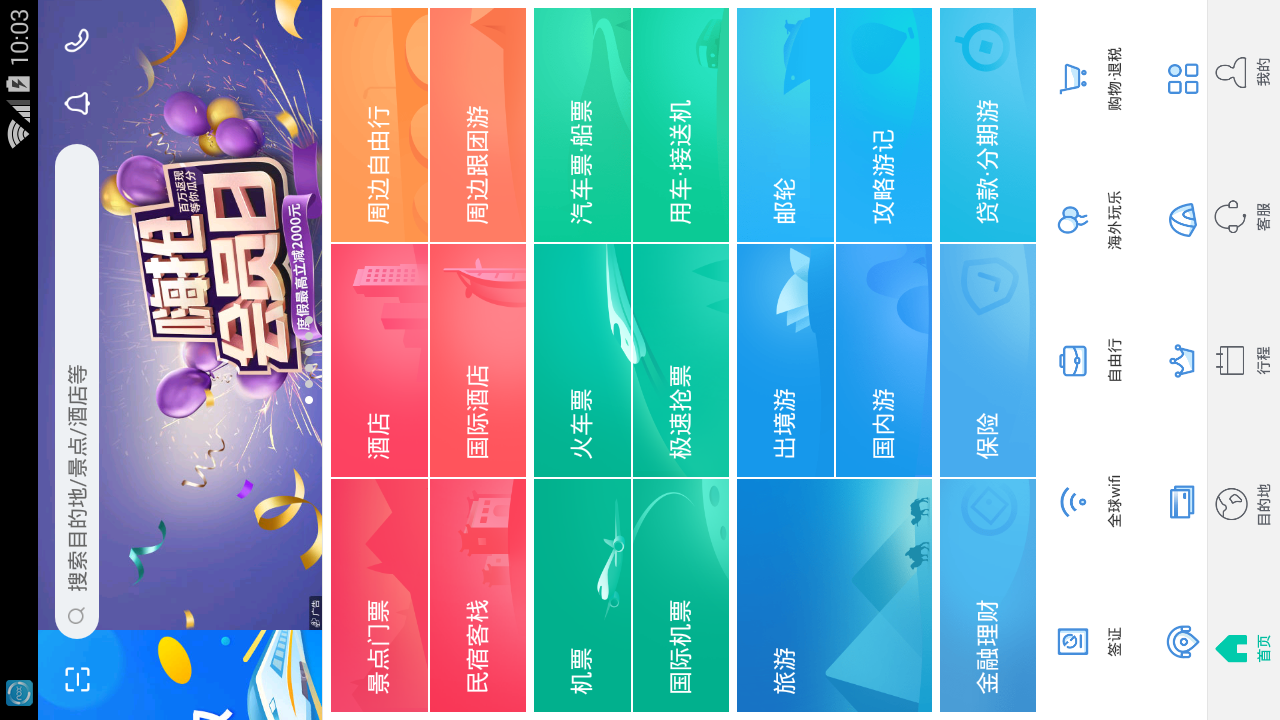 10:03
搜索目的地/景点/酒店等
百万返现
等你瓜分
嗨抢
会员日
度假最高立减2000元
广告
景点门票
酒店
周边自由行
民宿客栈
国际酒店
周边跟团游
机票
火车票
汽车票·船票
国际机票
极速抢票
用车·接送机
旅游
出境游
邮轮
国内游
攻略游记
金融理财
保险
贷款·分期游
签证
全球wifi
自由行
海外玩乐
购物·退税
首页
目的地
行程
客服
我的